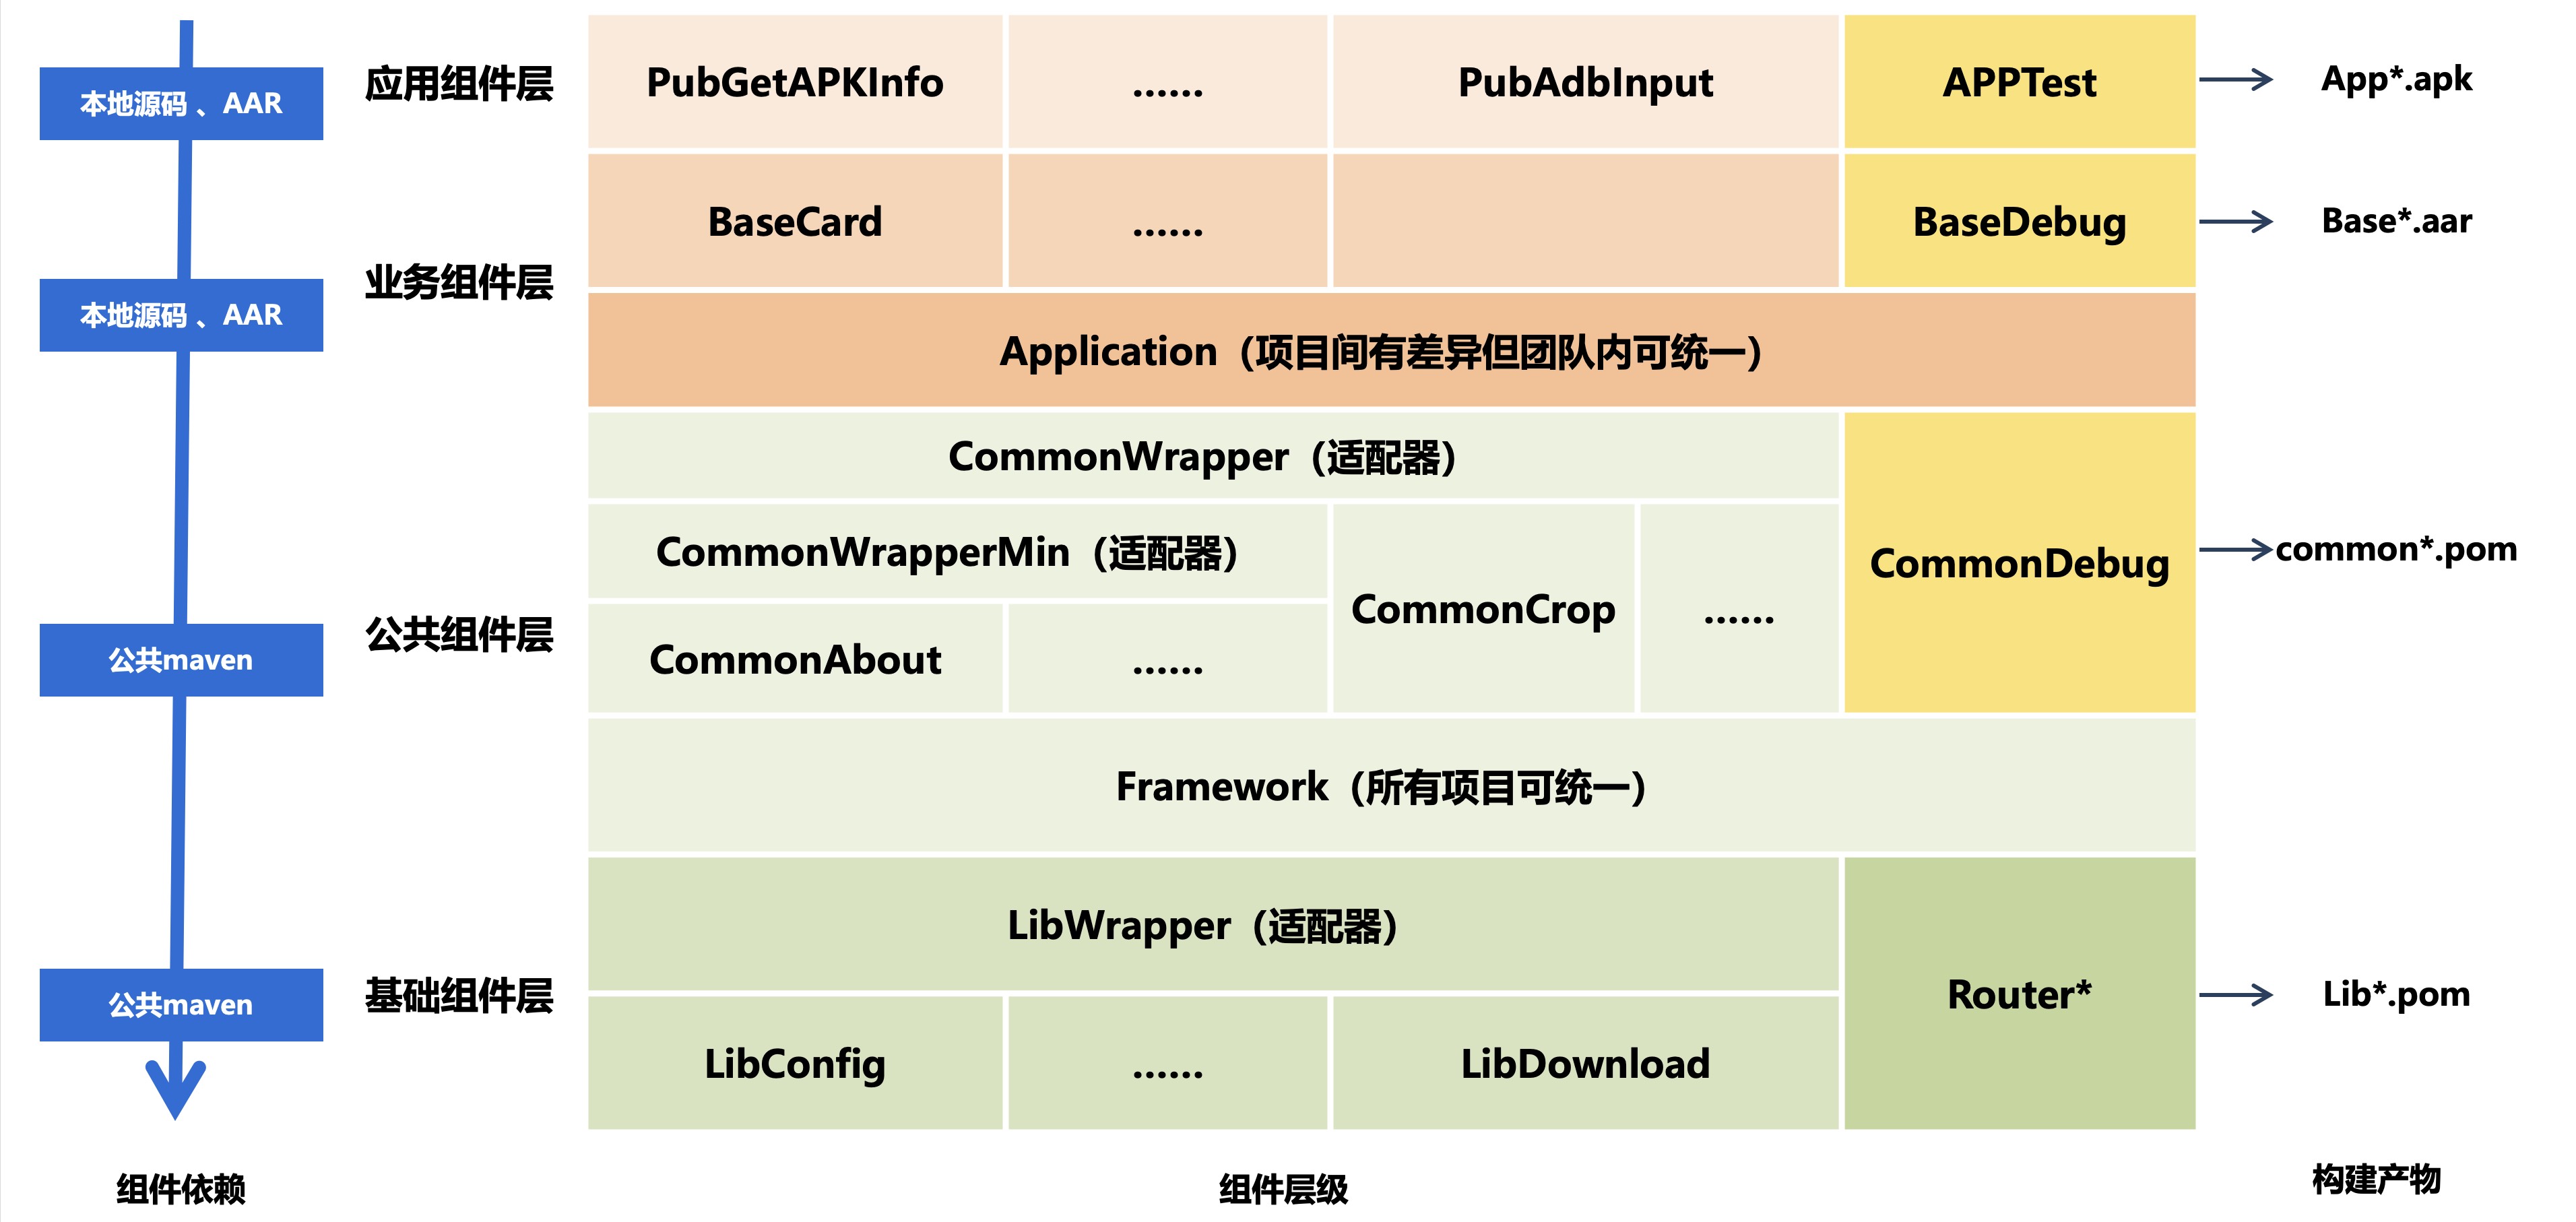 本地源码 、AAR
应用组件层
PubGetAPKInfo
......
PubAdbInput
APPTest
App*.apk
BaseCard
......
BaseDebug
Base*.aar
业务组件层
本地源码 、AAR
Application（项目间有差异但团队内可统一）
CommonWrapper（适配器）
CommonWrapperMin（适配器）
CommonCrop
......
CommonDebug
common*.pom
公共组件层
公共maven
CommonAbout
......
Framework（所有项目可统一）
LibWrapper（适配器）
Router*
Lib*.pom
基础组件层
公共maven
LibConfig
......
LibDownload
组件依赖
组件层级
构建产物